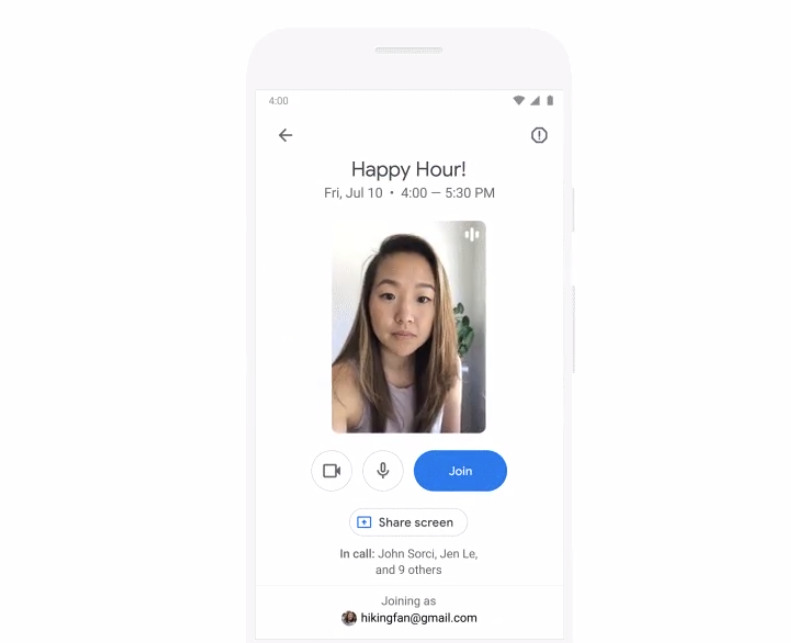 4:00
Happy Hour!
Fri, Jul 10 • 4:00 — 5:30 PM
Join
Share screen
In call: John Sorci, Jen Le,
and 9 others
Joining as
hikingfan@gmail.com